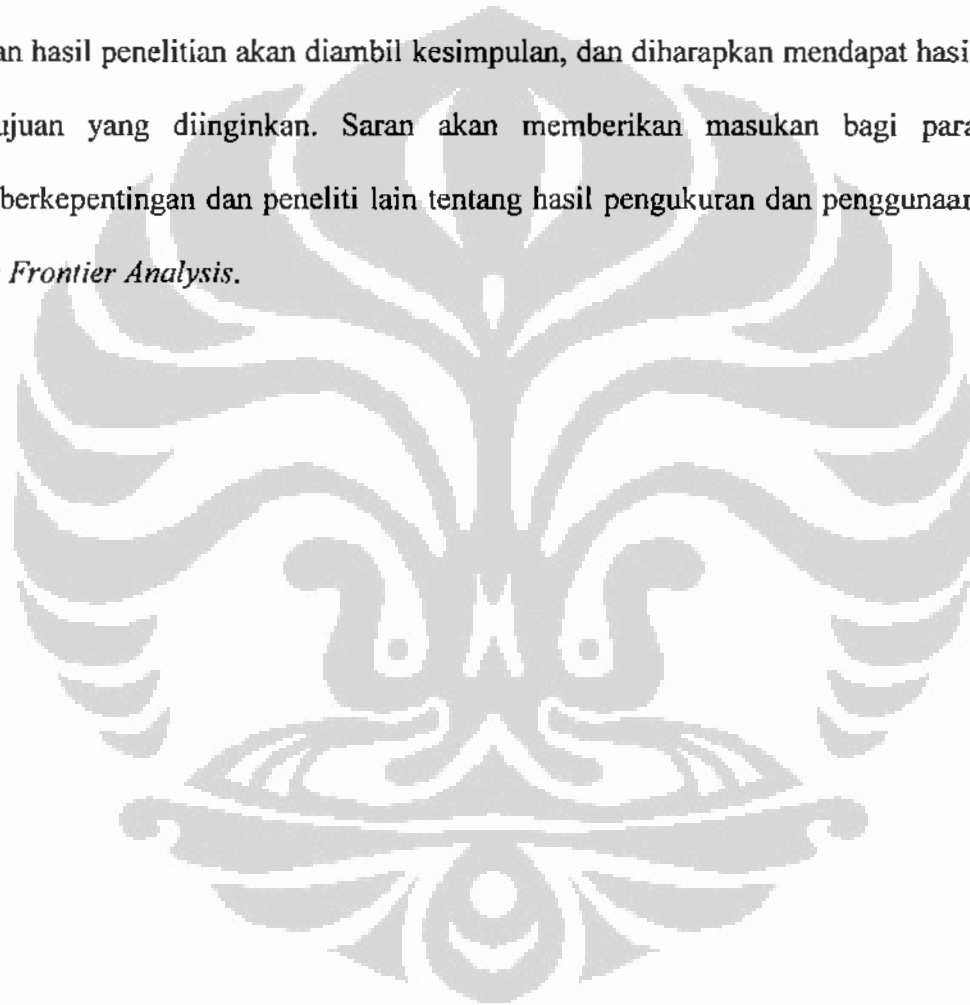 an hasil penelitian akan diambil kesimpulan, dan diharapkan mendapat hasi
ujuan yang diinginkan. Saran akan memberikan masukan bagi para
berkepentingan dan peneliti lain tentang hasil pengukuran dan penggunaan
Frontier Analysis.